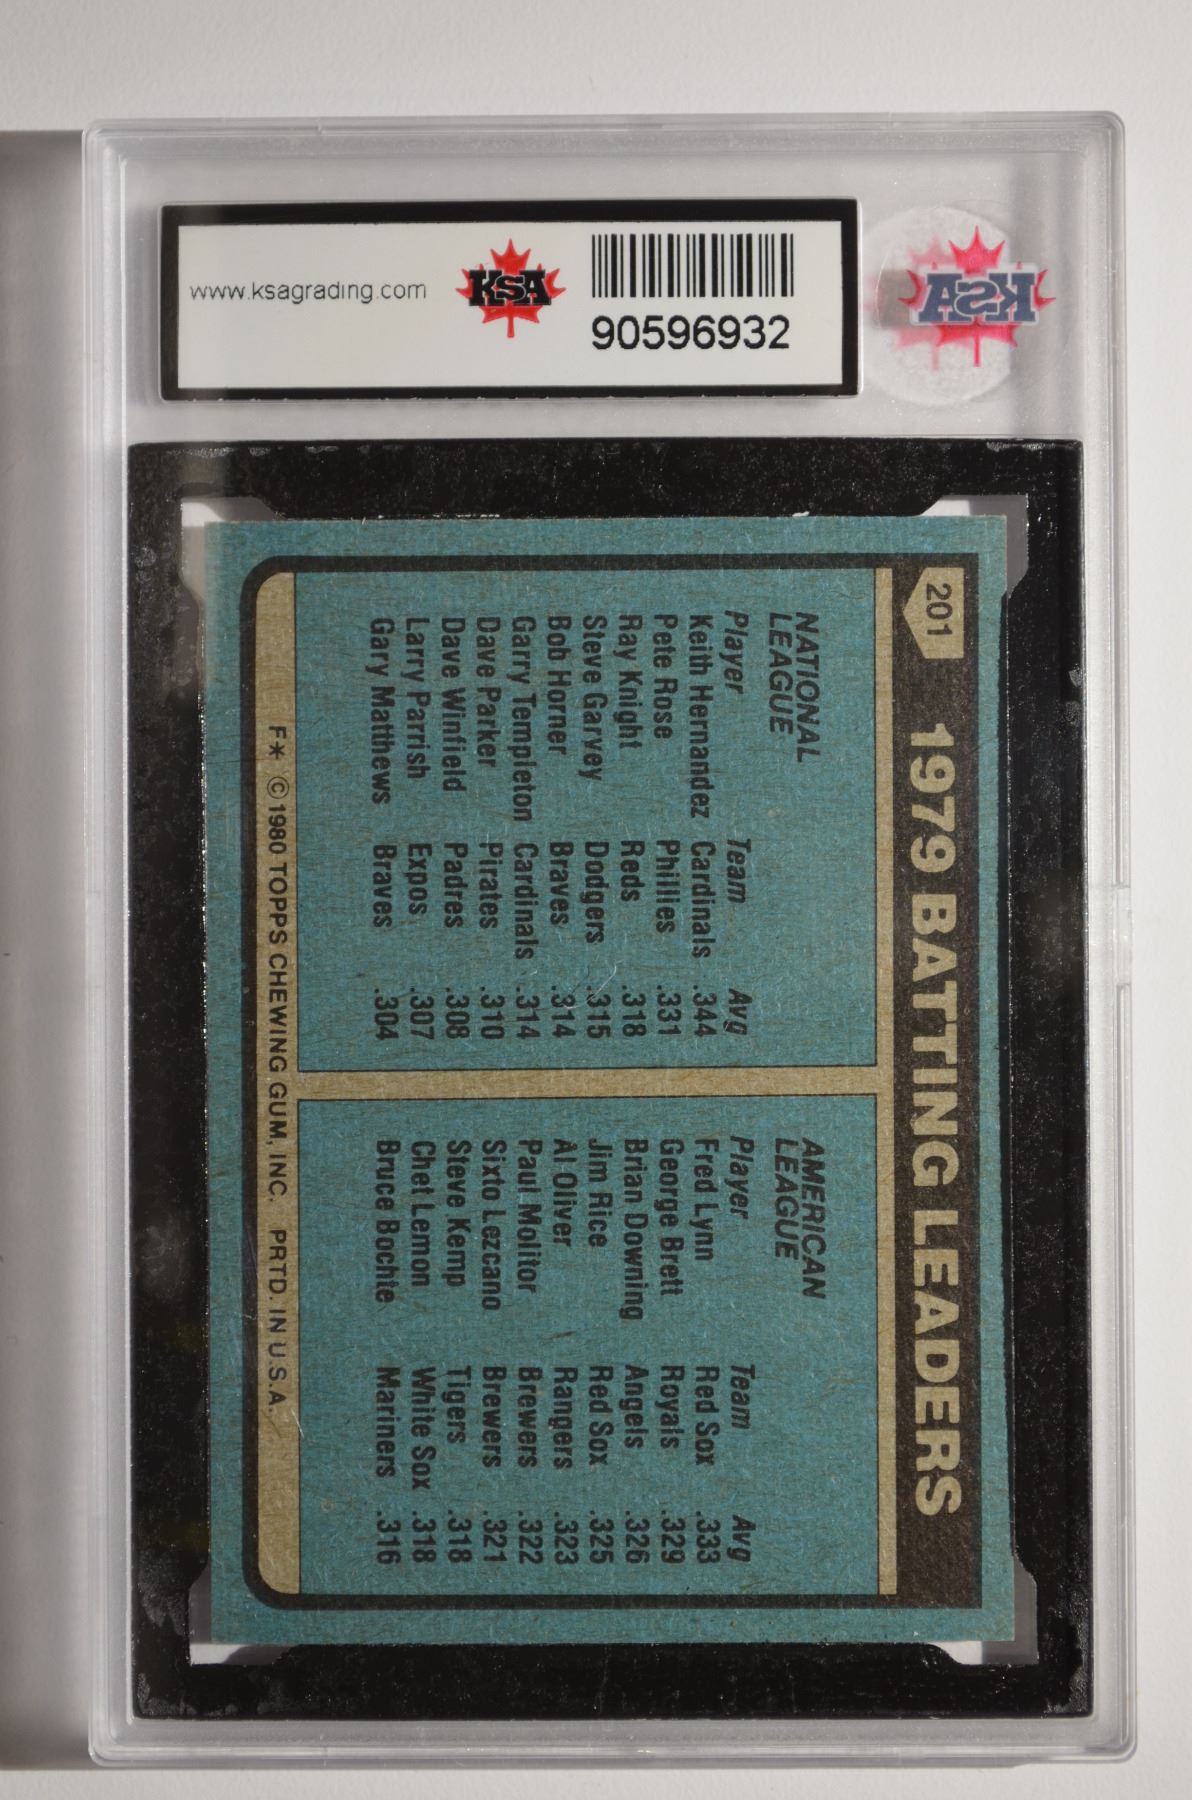 www.ksagrading.com
KSA
90596932
KSA
201
1979 BATTING LEADERS
NATIONAL
LEAGUE
Player Team Avg
Keith Hernandez Cardinals .344
Pete Rose Phillies .331
Ray Knight Reds .318
Steve Garvey Dodgers .315
Bob Horner Braves .314
Garry Templeton Cardinals .314
Dave Parker Pirates .310
Dave Winfield Padres .308
Larry Parrish Expos .307
Gary Matthews Braves .304
AMERICAN
LEAGUE
Player Team Avg
Fred Lynn Red Sox .333
George Brett Royals .329
Brian Downing Angels .326
Jim Rice Red Sox .325
Al Oliver Rangers .323
Paul Molitor Brewers .322
Sixto Lezcano Brewers .321
Steve Kemp Tigers .318
Chet Lemon White Sox .318
Bruce Bochte Mariners .316
F* © 1980 TOPPS CHEWING GUM, INC. PRTD. IN U.S.A.